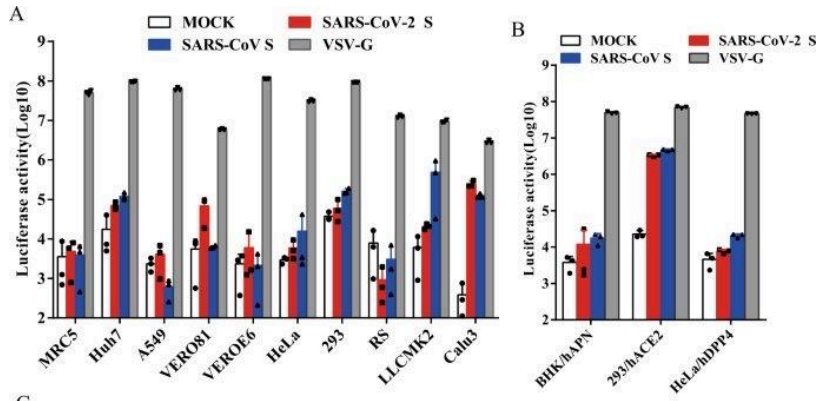 A
MOCK
SARS-CoV-2 S
SARS-CoV S
VSV-G
Luciferase activity(Log10)
9
8
7
6
5
4
3
2
MRC5
Huh7
A549
VERO81
VEROE6
HeLa
293
RS
LLCMK2
Calu3
B
MOCK
SARS-CoV-2 S
SARS-CoV S
VSV-G
Luciferase activity(Log10)
9
8
7
6
5
4
3
2
BHK/hAPN
293/hACE2
HeLa/hDPP4